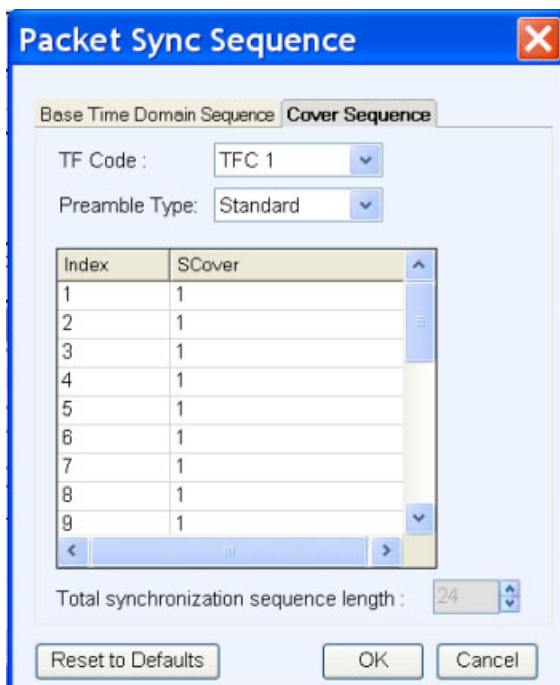 Packet Sync Sequence
Base Time Domain Sequence Cover Sequence
TF Code : TFC 1
Preamble Type: Standard
Index SCover
1 1
2 1
3 1
4 1
5 1
6 1
7 1
8 1
9 1
Total synchronization sequence length : 24
Reset to Defaults OK Cancel